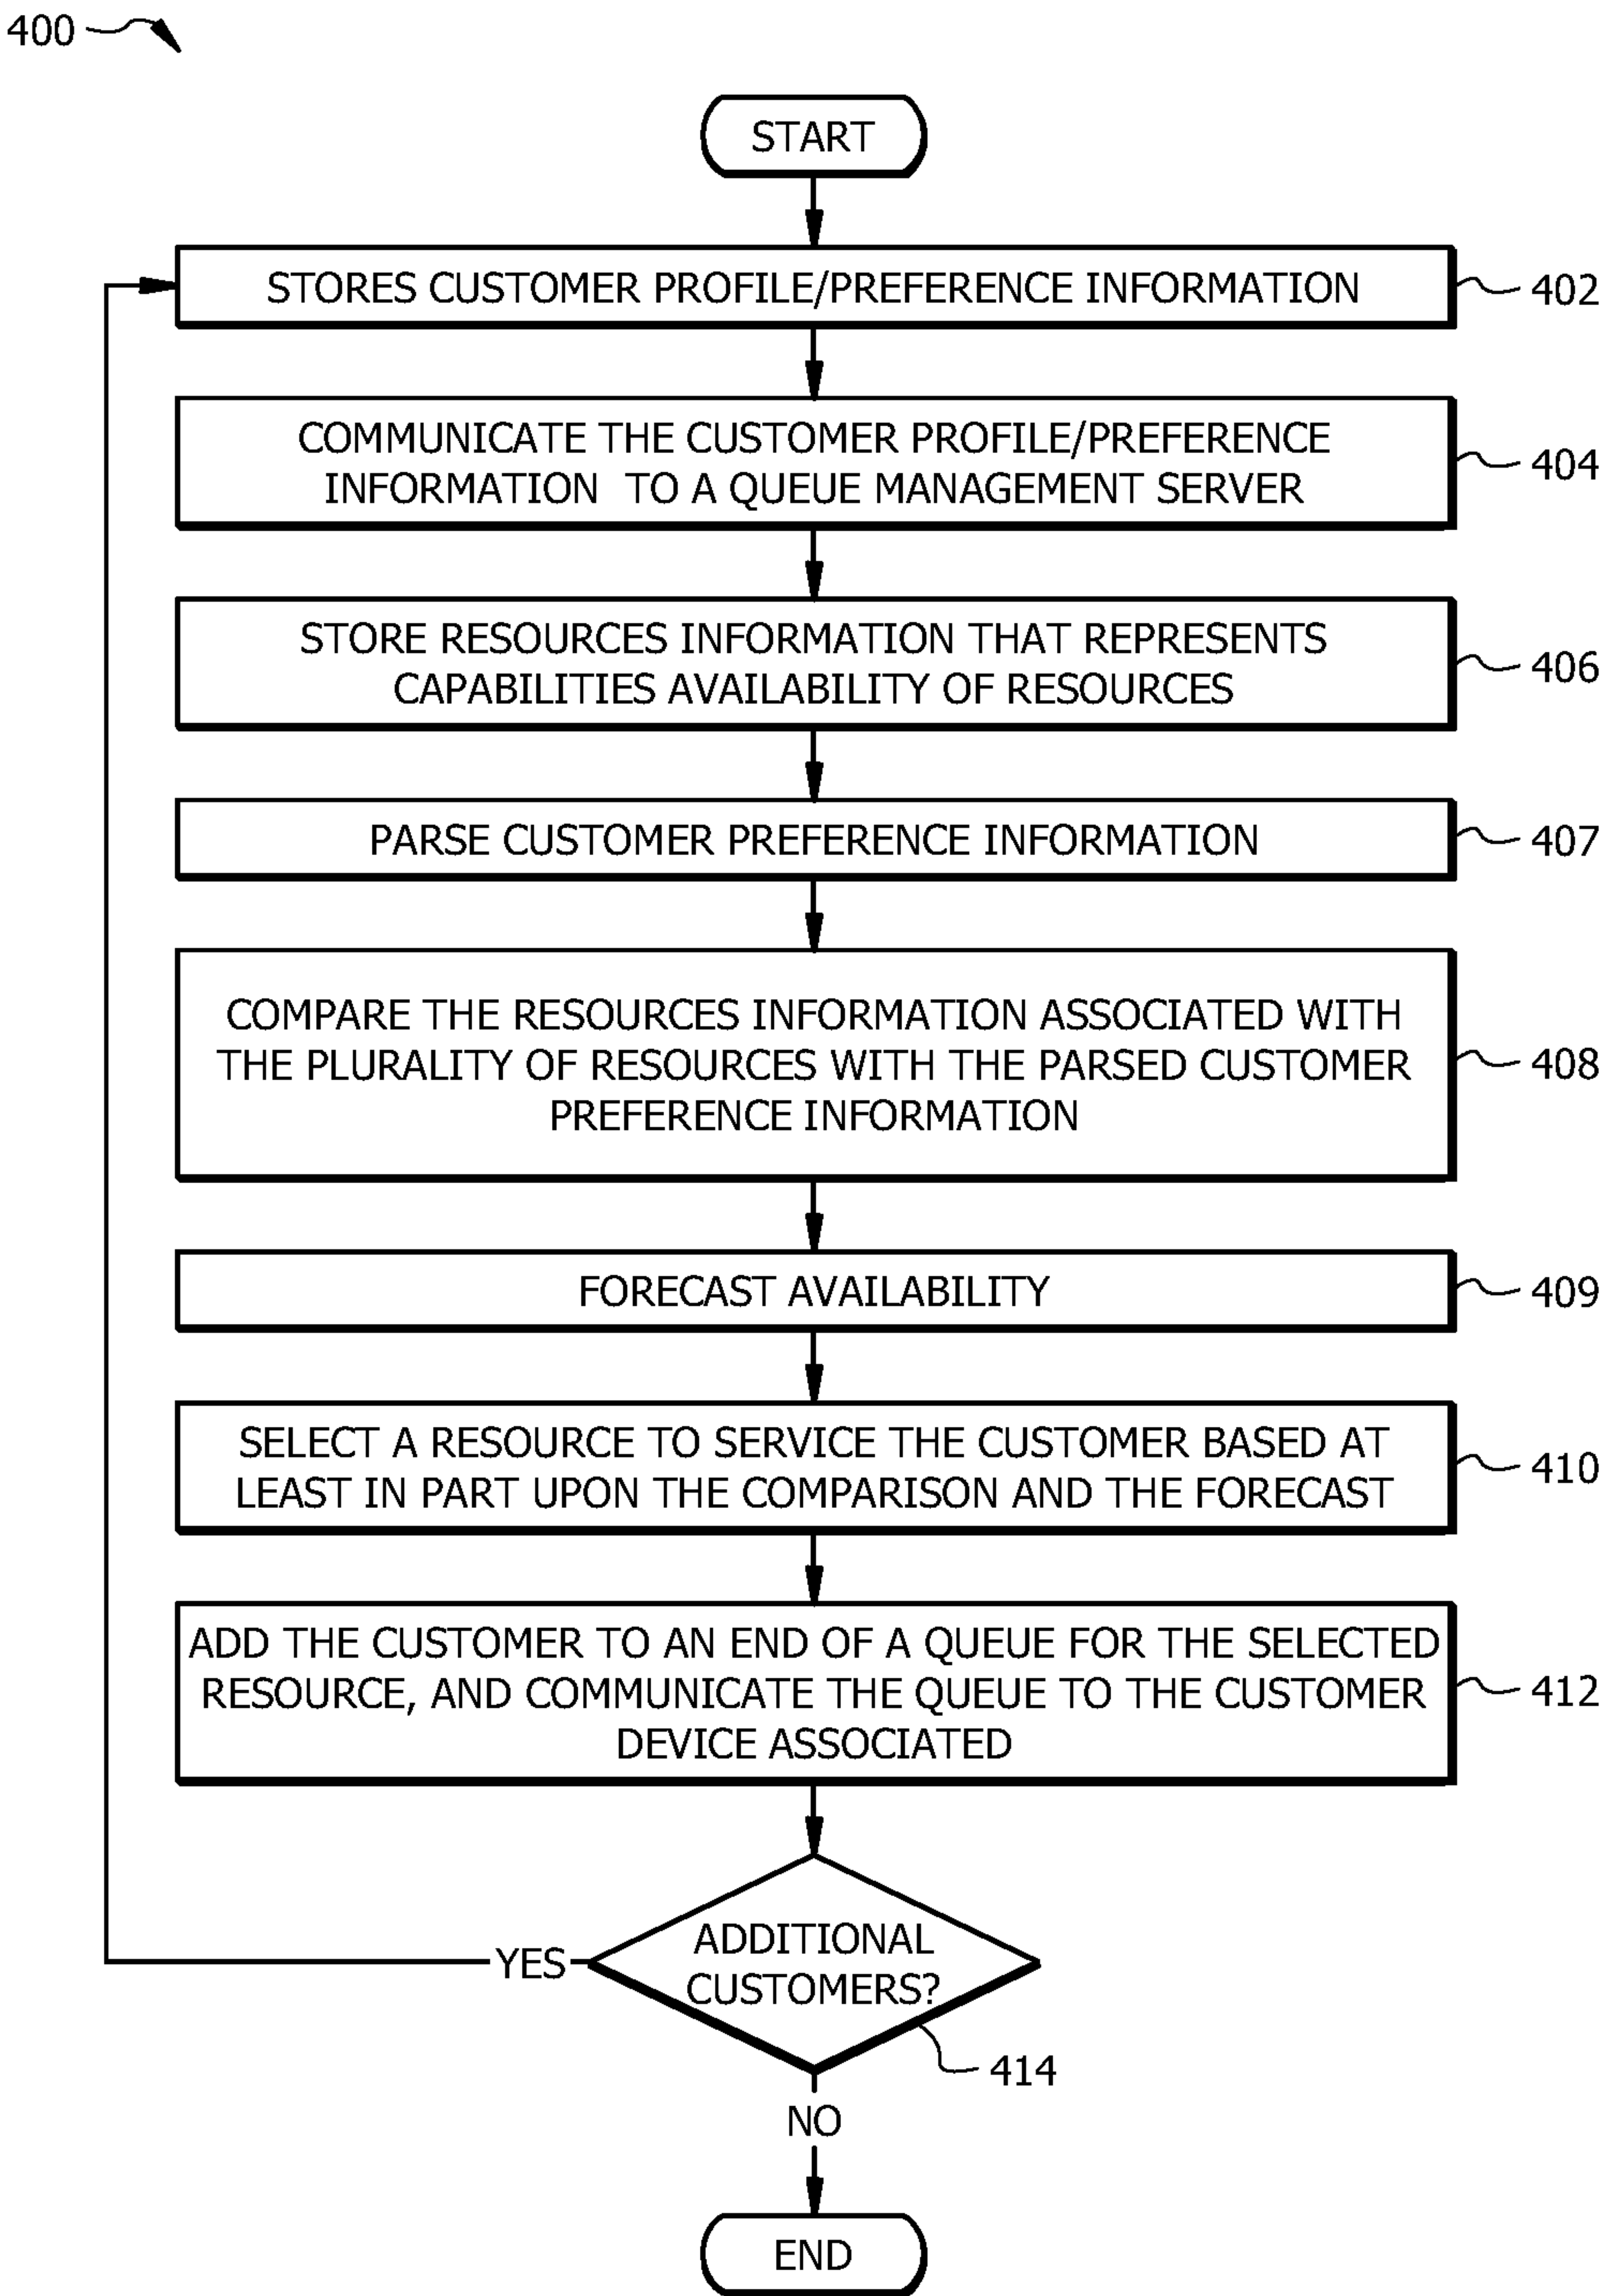 400
START
STORES CUSTOMER PROFILE/PREFERENCE INFORMATION
402
COMMUNICATE THE CUSTOMER PROFILE/PREFERENCE
INFORMATION TO A QUEUE MANAGEMENT SERVER
404
STORE RESOURCES INFORMATION THAT REPRESENTS
CAPABILITIES AVAILABILITY OF RESOURCES
406
PARSE CUSTOMER PREFERENCE INFORMATION
407
COMPARE THE RESOURCES INFORMATION ASSOCIATED WITH
THE PLURALITY OF RESOURCES WITH THE PARSED CUSTOMER
PREFERENCE INFORMATION
408
FORECAST AVAILABILITY
409
SELECT A RESOURCE TO SERVICE THE CUSTOMER BASED AT
LEAST IN PART UPON THE COMPARISON AND THE FORECAST
410
ADD THE CUSTOMER TO AN END OF A QUEUE FOR THE SELECTED
RESOURCE, AND COMMUNICATE THE QUEUE TO THE CUSTOMER
DEVICE ASSOCIATED
412
ADDITIONAL
CUSTOMERS?
YES
414
NO
END